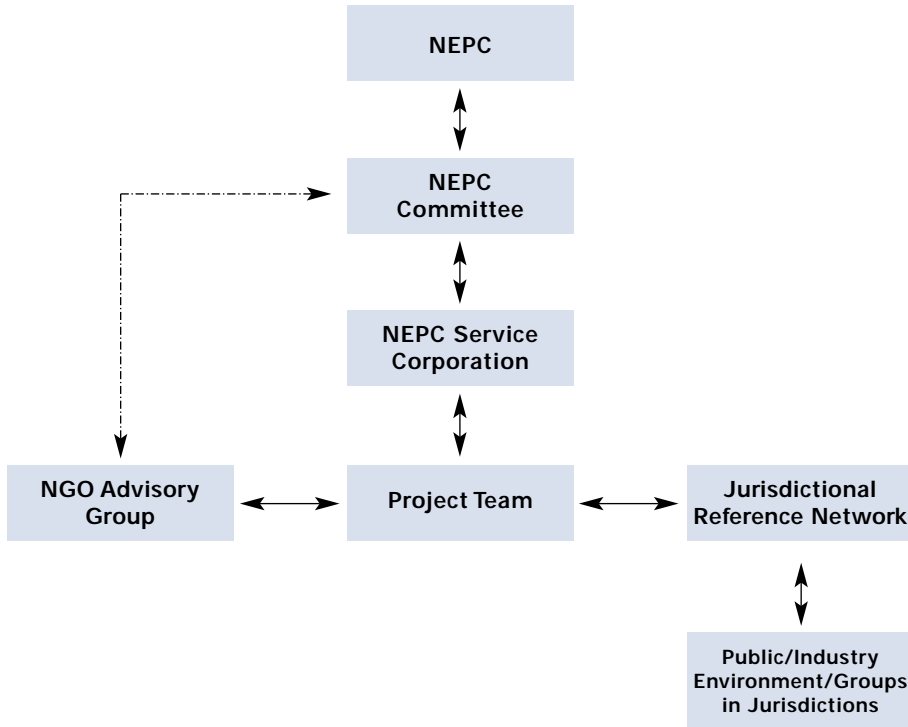 NEPC
NEPC
Committee
NEPC Service
Corporation
NGO Advisory
Group
Project Team
Jurisdictional
Reference Network
Public/Industry
Environment/Groups
in Jurisdictions